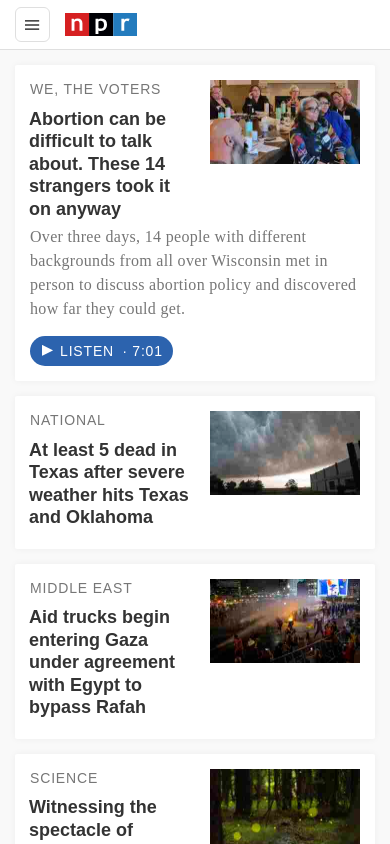 npr
WE, THE VOTERS
Abortion can be
difficult to talk
about. These 14
strangers took it
on anyway
Over three days, 14 people with different
backgrounds from all over Wisconsin met in
person to discuss abortion policy and discovered
how far they could get.
LISTEN · 7:01
NATIONAL
At least 5 dead in
Texas after severe
weather hits Texas
and Oklahoma
MIDDLE EAST
Aid trucks begin
entering Gaza
under agreement
with Egypt to
bypass Rafah
SCIENCE
Witnessing the
spectacle of